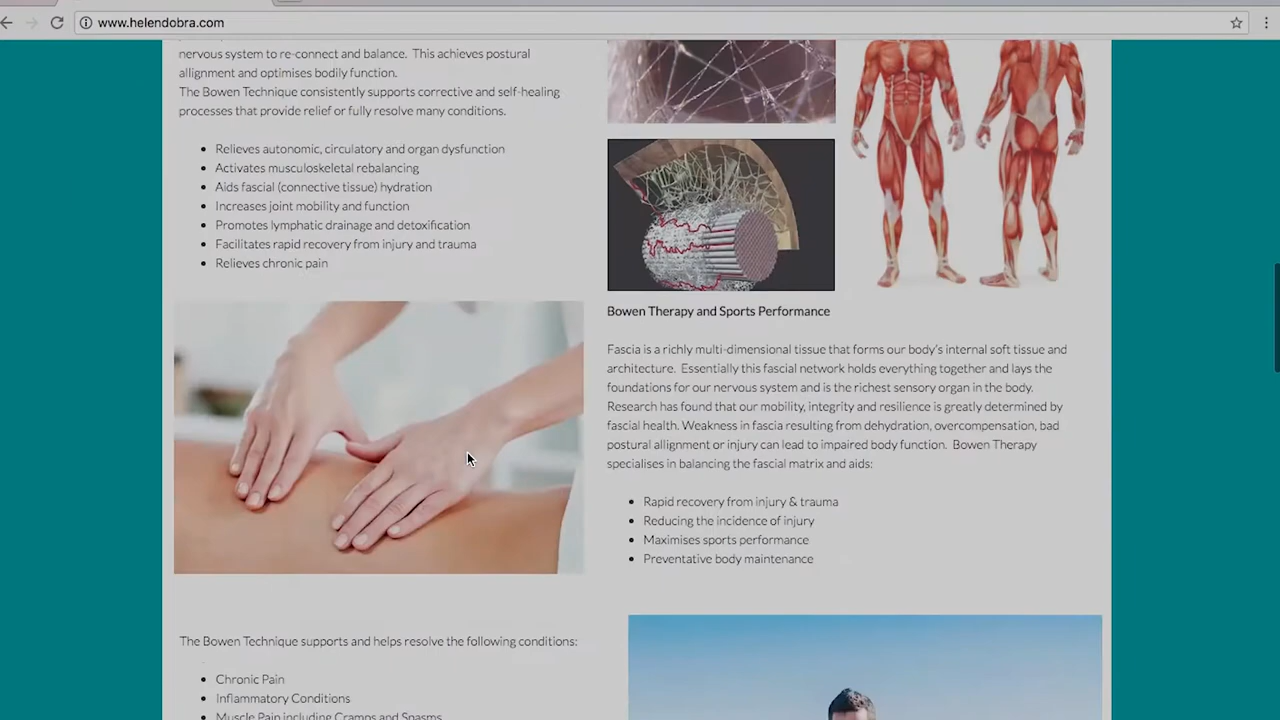 www.helendobra.com
nervous system to re-connect and balance. This achieves postural
allignment and optimises bodily function.
The Bowen Technique consistently supports corrective and self-healing
processes that provide relief or fully resolve many conditions.
Relieves autonomic, circulatory and organ dysfunction
Activates musculoskeletal rebalancing
Aids fascial (connective tissue) hydration
Increases joint mobility and function
Promotes lymphatic drainage and detoxification
Facilitates rapid recovery from injury and trauma
Relieves chronic pain
The Bowen Technique supports and helps resolve the following conditions:
Chronic Pain
Inflammatory Conditions
Muscle Pain including Cramps and Spasms
Bowen Therapy and Sports Performance
Fascia is a richly multi-dimensional tissue that forms our body's internal soft tissue and
architecture. Essentially this fascial network holds everything together and lays the
foundations for our nervous system and is the richest sensory organ in the body.
Research has found that our mobility, integrity and resilience is greatly determined by
fascial health. Weakness in fascia resulting from dehydration, overcompensation, bad
postural allignment or injury can lead to impaired body function. Bowen Therapy
specialises in balancing the fascial matrix and aids:
Rapid recovery from injury & trauma
Reducing the incidence of injury
Maximises sports performance
Preventative body maintenance